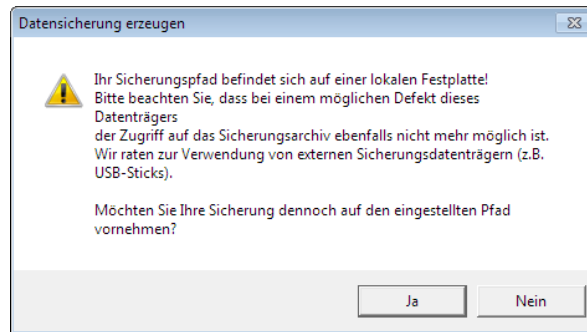 Datensicherung erzeugen
Ihr Sicherungspfad befindet sich auf einer lokalen Festplatte!
Bitte beachten Sie, dass bei einem möglichen Defekt dieses
Datenträgers
der Zugriff auf das Sicherungsarchiv ebenfalls nicht mehr möglich ist.
Wir raten zur Verwendung von externen Sicherungsdatenträgern (z.B.
USB-Sticks).
Möchten Sie Ihre Sicherung dennoch auf den eingestellten Pfad
vornehmen?
Ja
Nein